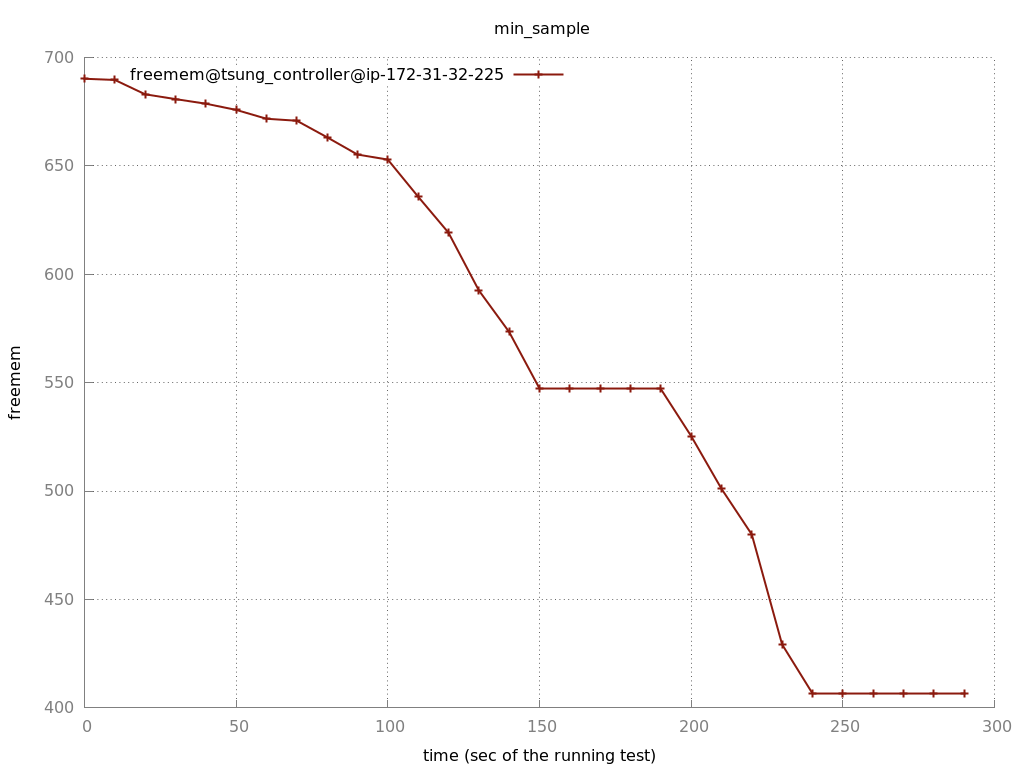 min_sample
700
freemem@tsung_controller@ip-172-31-32-225
650
600
550
500
450
400
freemem
0 50 100 150 200 250 300
time (sec of the running test)